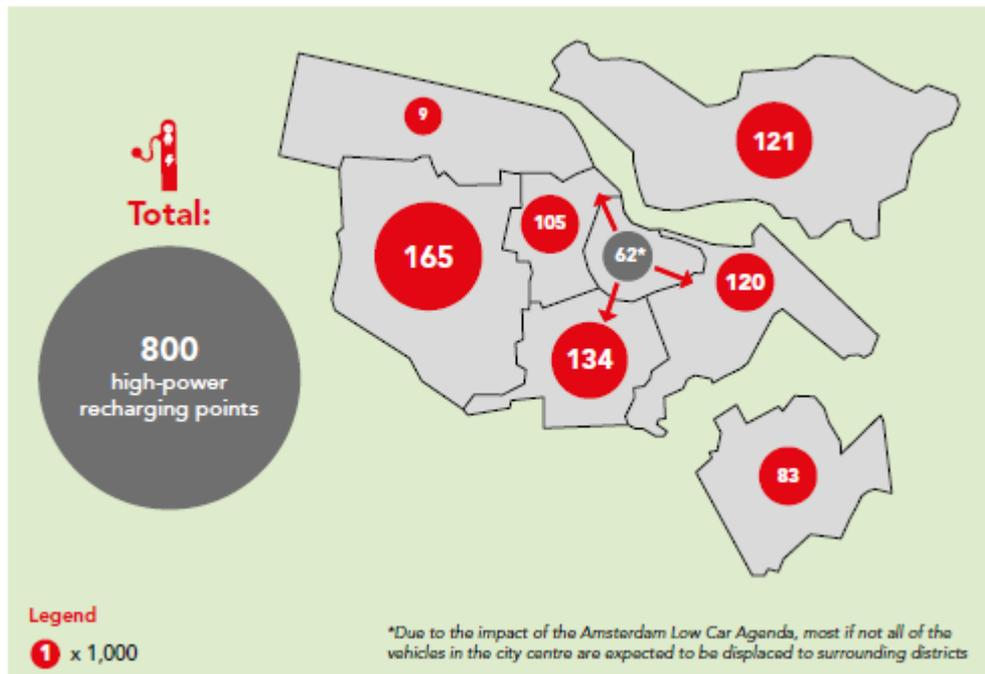 9
121
Total:
105
165
62*
120
800
high-power
recharging points
134
83
Legend
1 x 1,000
*Due to the impact of the Amsterdam Low Car Agenda, most if not all of the
vehicles in the city centre are expected to be displaced to surrounding districts